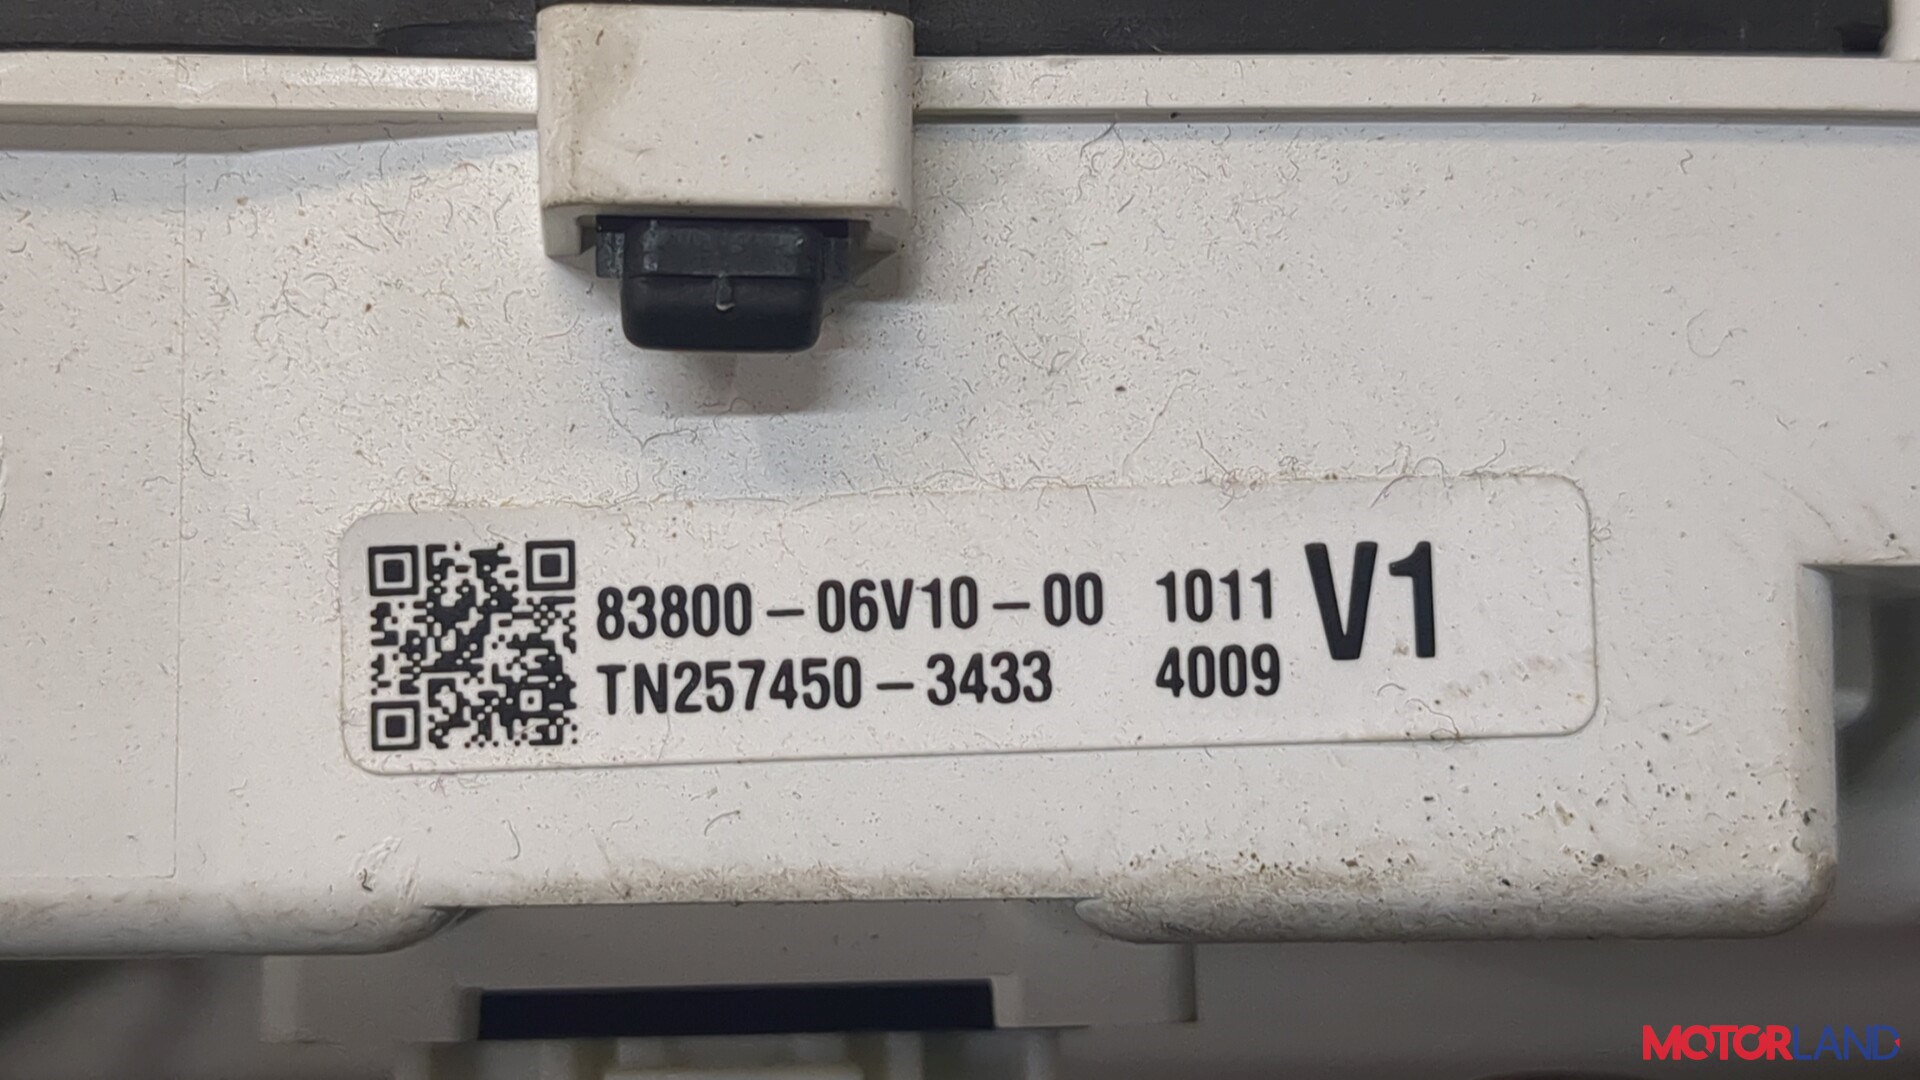 83800-06V10-00 1011 V1
TN257450-3433 4009
MOTORLAND